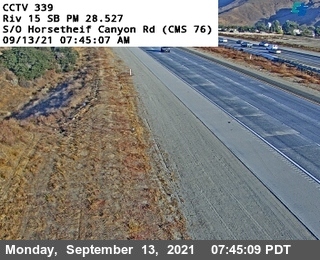 CCTV 339
Riv 15 SB PM 28.527
S/O Horsetheif Canyon Rd (CMS 76)
09/13/21 07:45:07 AM
Monday, September 13, 2021 07:45:09 PDT